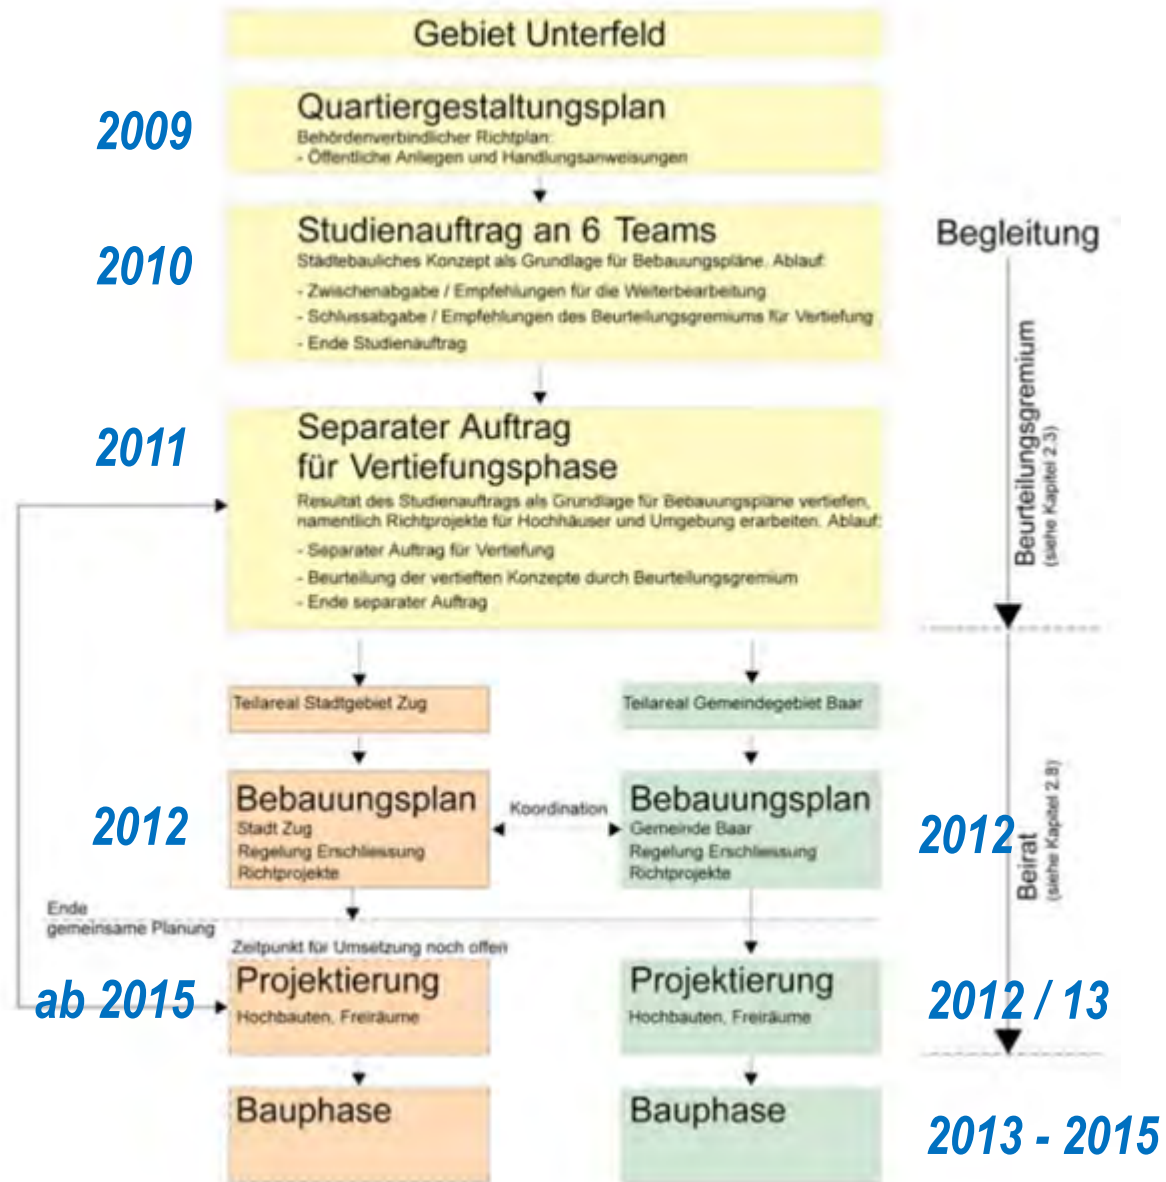 Gebiet Unterfeld
2009
Quartiergestaltungsplan
Behördenverbindlicher Richtplan:
- Öffentliche Anliegen und Handlungsanweisungen
2010
Studienauftrag an 6 Teams
Städtebauliches Konzept als Grundlage für Bebauungspläne. Ablauf:
- Zwischenabgabe / Empfehlungen für die Weiterbearbeitung
- Schlussabgabe / Empfehlungen des Beurteilungsgremiums für Vertiefung
- Ende Studienauftrag
Begleitung
2011
Separater Auftrag
für Vertiefungsphase
Resultat des Studienauftrags als Grundlage für Bebauungspläne vertiefen,
namentlich Richtprojekte für Hochhäuser und Umgebung erarbeiten. Ablauf:
- Separater Auftrag für Vertiefung
- Beurteilung der vertieften Konzepte durch Beurteilungsgremium
- Ende separater Auftrag
Beurteilungsgremium
(siehe Kapitel 2.3)
Teilareal Stadtgebiet Zug
Teilareal Gemeindegebiet Baar
2012
Bebauungsplan
Stadt Zug
Regelung Erschliessung
Richtprojekte
Koordination
Bebauungsplan
Gemeinde Baar
Regelung Erschliessung
Richtprojekte
2012
Beirat
(siehe Kapitel 2.8)
Ende
gemeinsame Planung
Zeitpunkt für Umsetzung noch offen
ab 2015
Projektierung
Hochbauten, Freiräume
Projektierung
Hochbauten, Freiräume
2012 / 13
Bauphase
Bauphase
2013 - 2015